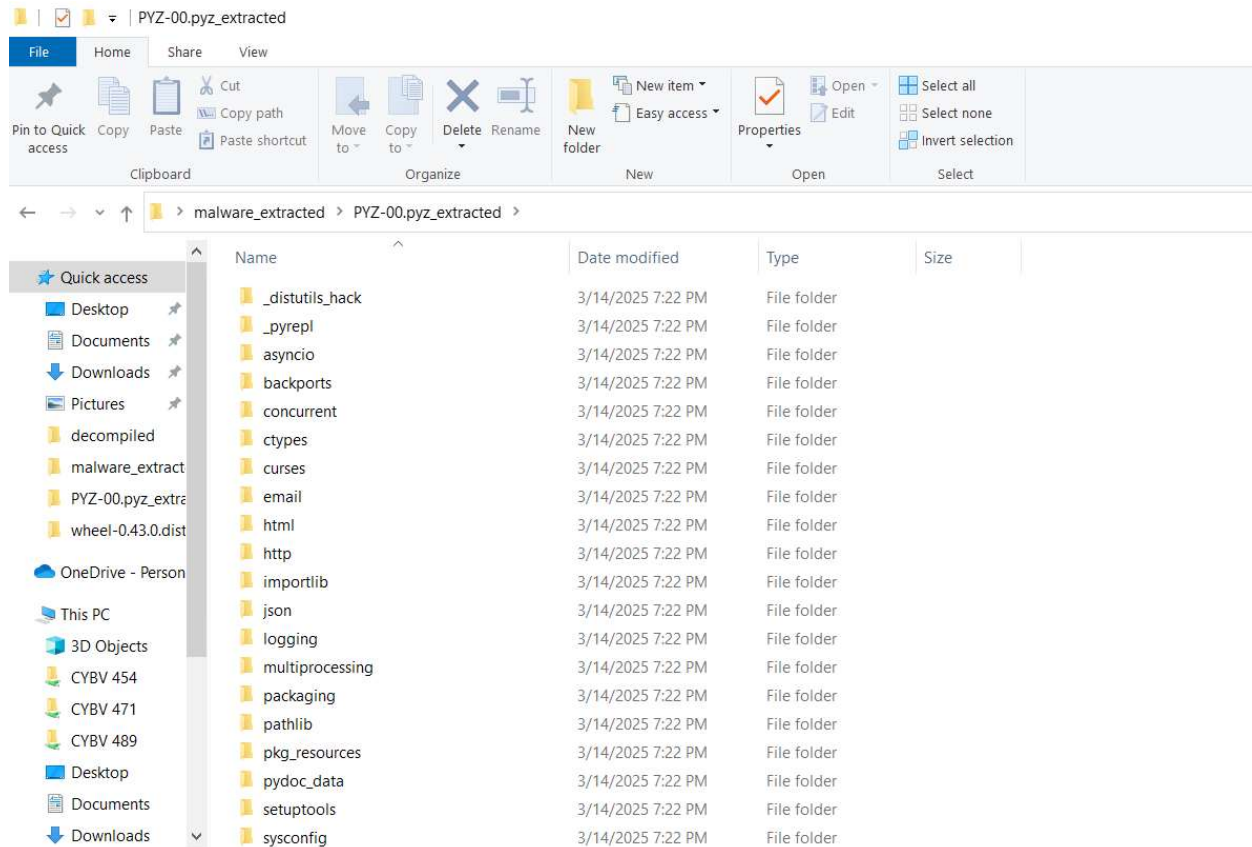 PYZ-00.pyz_extracted
File Home Share View
Pin to Quick access
Copy
Paste
Cut
Copy path
Paste shortcut
Clipboard
Move to
Copy to
Delete
Rename
Organize
New folder
New item
Easy access
New
Properties
Open
Edit
Open
Select all
Select none
Invert selection
Select
malware_extracted > PYZ-00.pyz_extracted >
Quick access
Desktop
Documents
Downloads
Pictures
decompiled
malware_extract
PYZ-00.pyz_extra
wheel-0.43.0.dist
OneDrive - Person
This PC
3D Objects
CYBV 454
CYBV 471
CYBV 489
Desktop
Documents
Downloads
Name Date modified Type Size
_distutils_hack 3/14/2025 7:22 PM File folder
_pyrepl 3/14/2025 7:22 PM File folder
asyncio 3/14/2025 7:22 PM File folder
backports 3/14/2025 7:22 PM File folder
concurrent 3/14/2025 7:22 PM File folder
ctypes 3/14/2025 7:22 PM File folder
curses 3/14/2025 7:22 PM File folder
email 3/14/2025 7:22 PM File folder
html 3/14/2025 7:22 PM File folder
http 3/14/2025 7:22 PM File folder
importlib 3/14/2025 7:22 PM File folder
json 3/14/2025 7:22 PM File folder
logging 3/14/2025 7:22 PM File folder
multiprocessing 3/14/2025 7:22 PM File folder
packaging 3/14/2025 7:22 PM File folder
pathlib 3/14/2025 7:22 PM File folder
pkg_resources 3/14/2025 7:22 PM File folder
pydoc_data 3/14/2025 7:22 PM File folder
setuptools 3/14/2025 7:22 PM File folder
sysconfig 3/14/2025 7:22 PM File folder